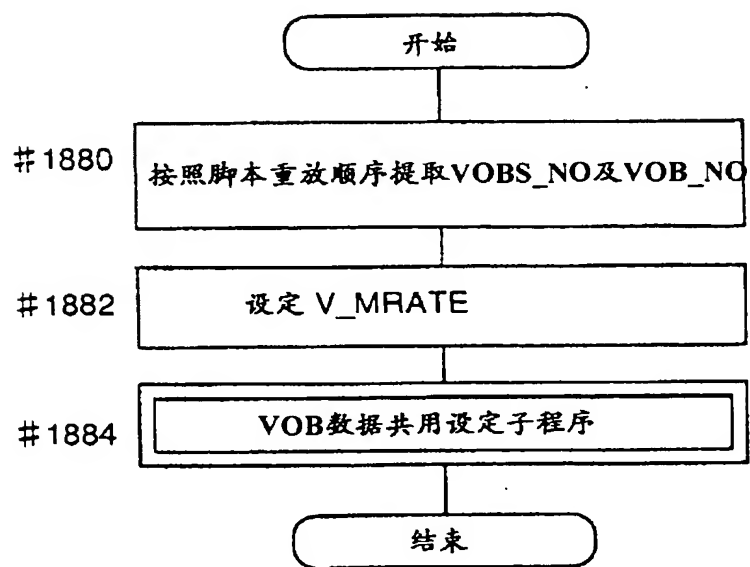 开始
#1880
按照脚本重放顺序提取VOBS_NO及VOB_NO
#1882
设定 V_MRATE
#1884
VOB数据共用设定子程序
结束